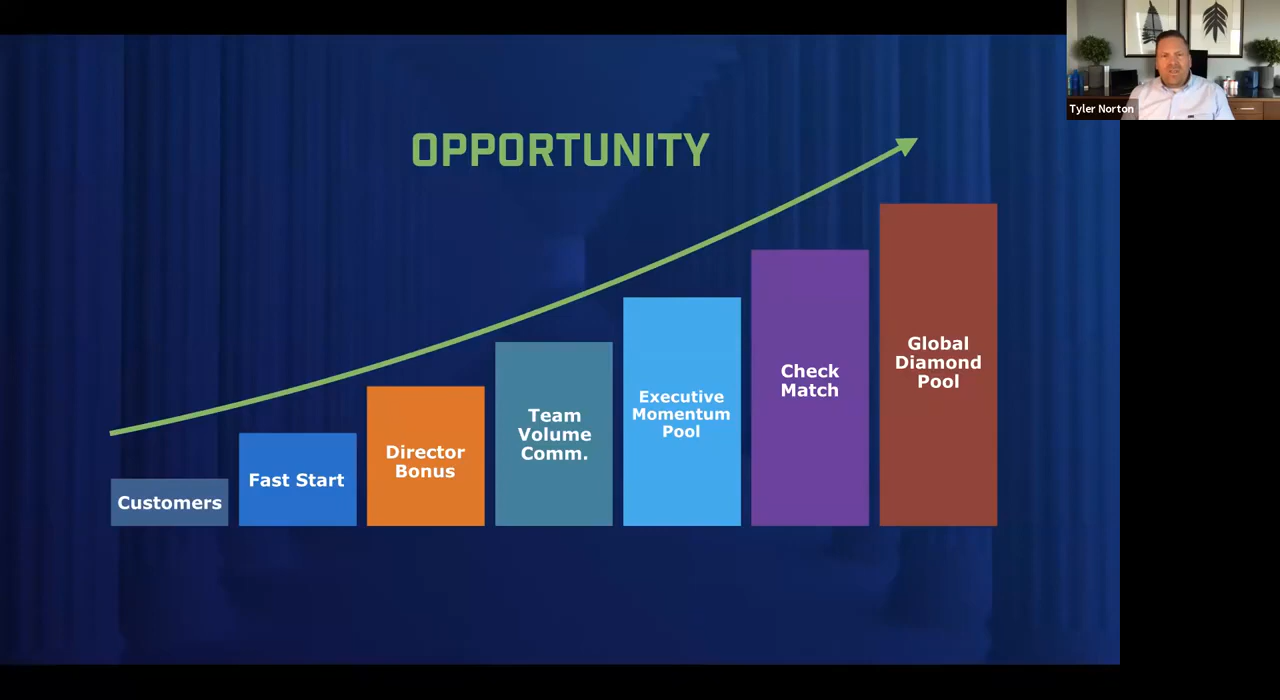 Tyler Norton
OPPORTUNITY
Customers
Fast Start
Director
Bonus
Team
Volume
Comm.
Executive
Momentum
Pool
Check
Match
Global
Diamond
Pool